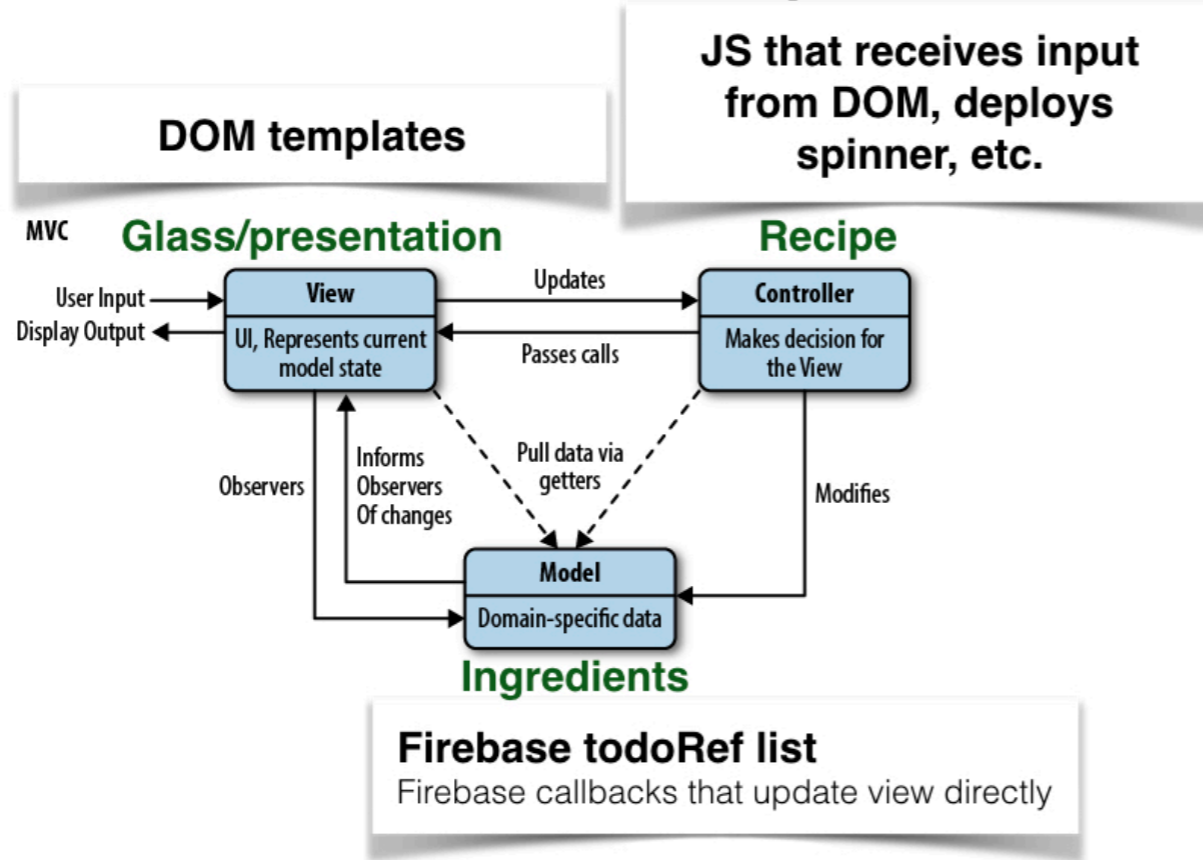 JS that receives input
from DOM, deploys
spinner, etc.
DOM templates
MVC
Glass/presentation
Recipe
User Input
Display Output
View
UI, Represents current
model state
Updates
Passes calls
Controller
Makes decision for
the View
Observers
Informs
Observers
Of changes
Pull data via
getters
Modifies
Model
Domain-specific data
Ingredients
Firebase todoRef list
Firebase callbacks that update view directly